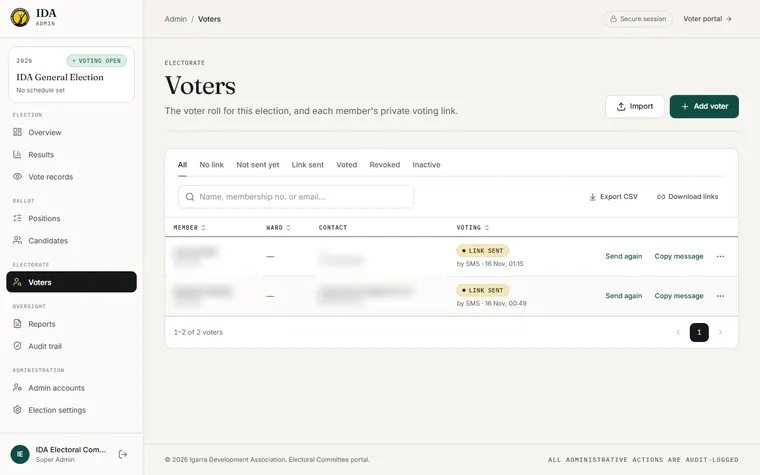 IDA
ADMIN
2026
VOTING OPEN
IDA General Election
No schedule set
ELECTION
Overview
Results
Vote records
BALLOT
Positions
Candidates
ELECTORATE
Voters
OVERSIGHT
Reports
Audit trail
ADMINISTRATION
Admin accounts
Election settings
IE
IDA Electoral Com...
Super Admin
Admin / Voters
Secure session
Voter portal →
ELECTORATE
Voters
The voter roll for this election, and each member's private voting link.
Import
+ Add voter
All No link Not sent yet Link sent Voted Revoked Inactive
Name, membership no. or email...
Export CSV
Download links
MEMBER WARD CONTACT VOTING
— LINK SENT Send again Copy message ...
by SMS · 16 Nov, 01:15
— LINK SENT Send again Copy message ...
by SMS · 16 Nov, 00:49
1–2 of 2 voters
‹ 1 ›
© 2026 Igarra Development Association. Electoral Committee portal.
ALL ADMINISTRATIVE ACTIONS ARE AUDIT-LOGGED